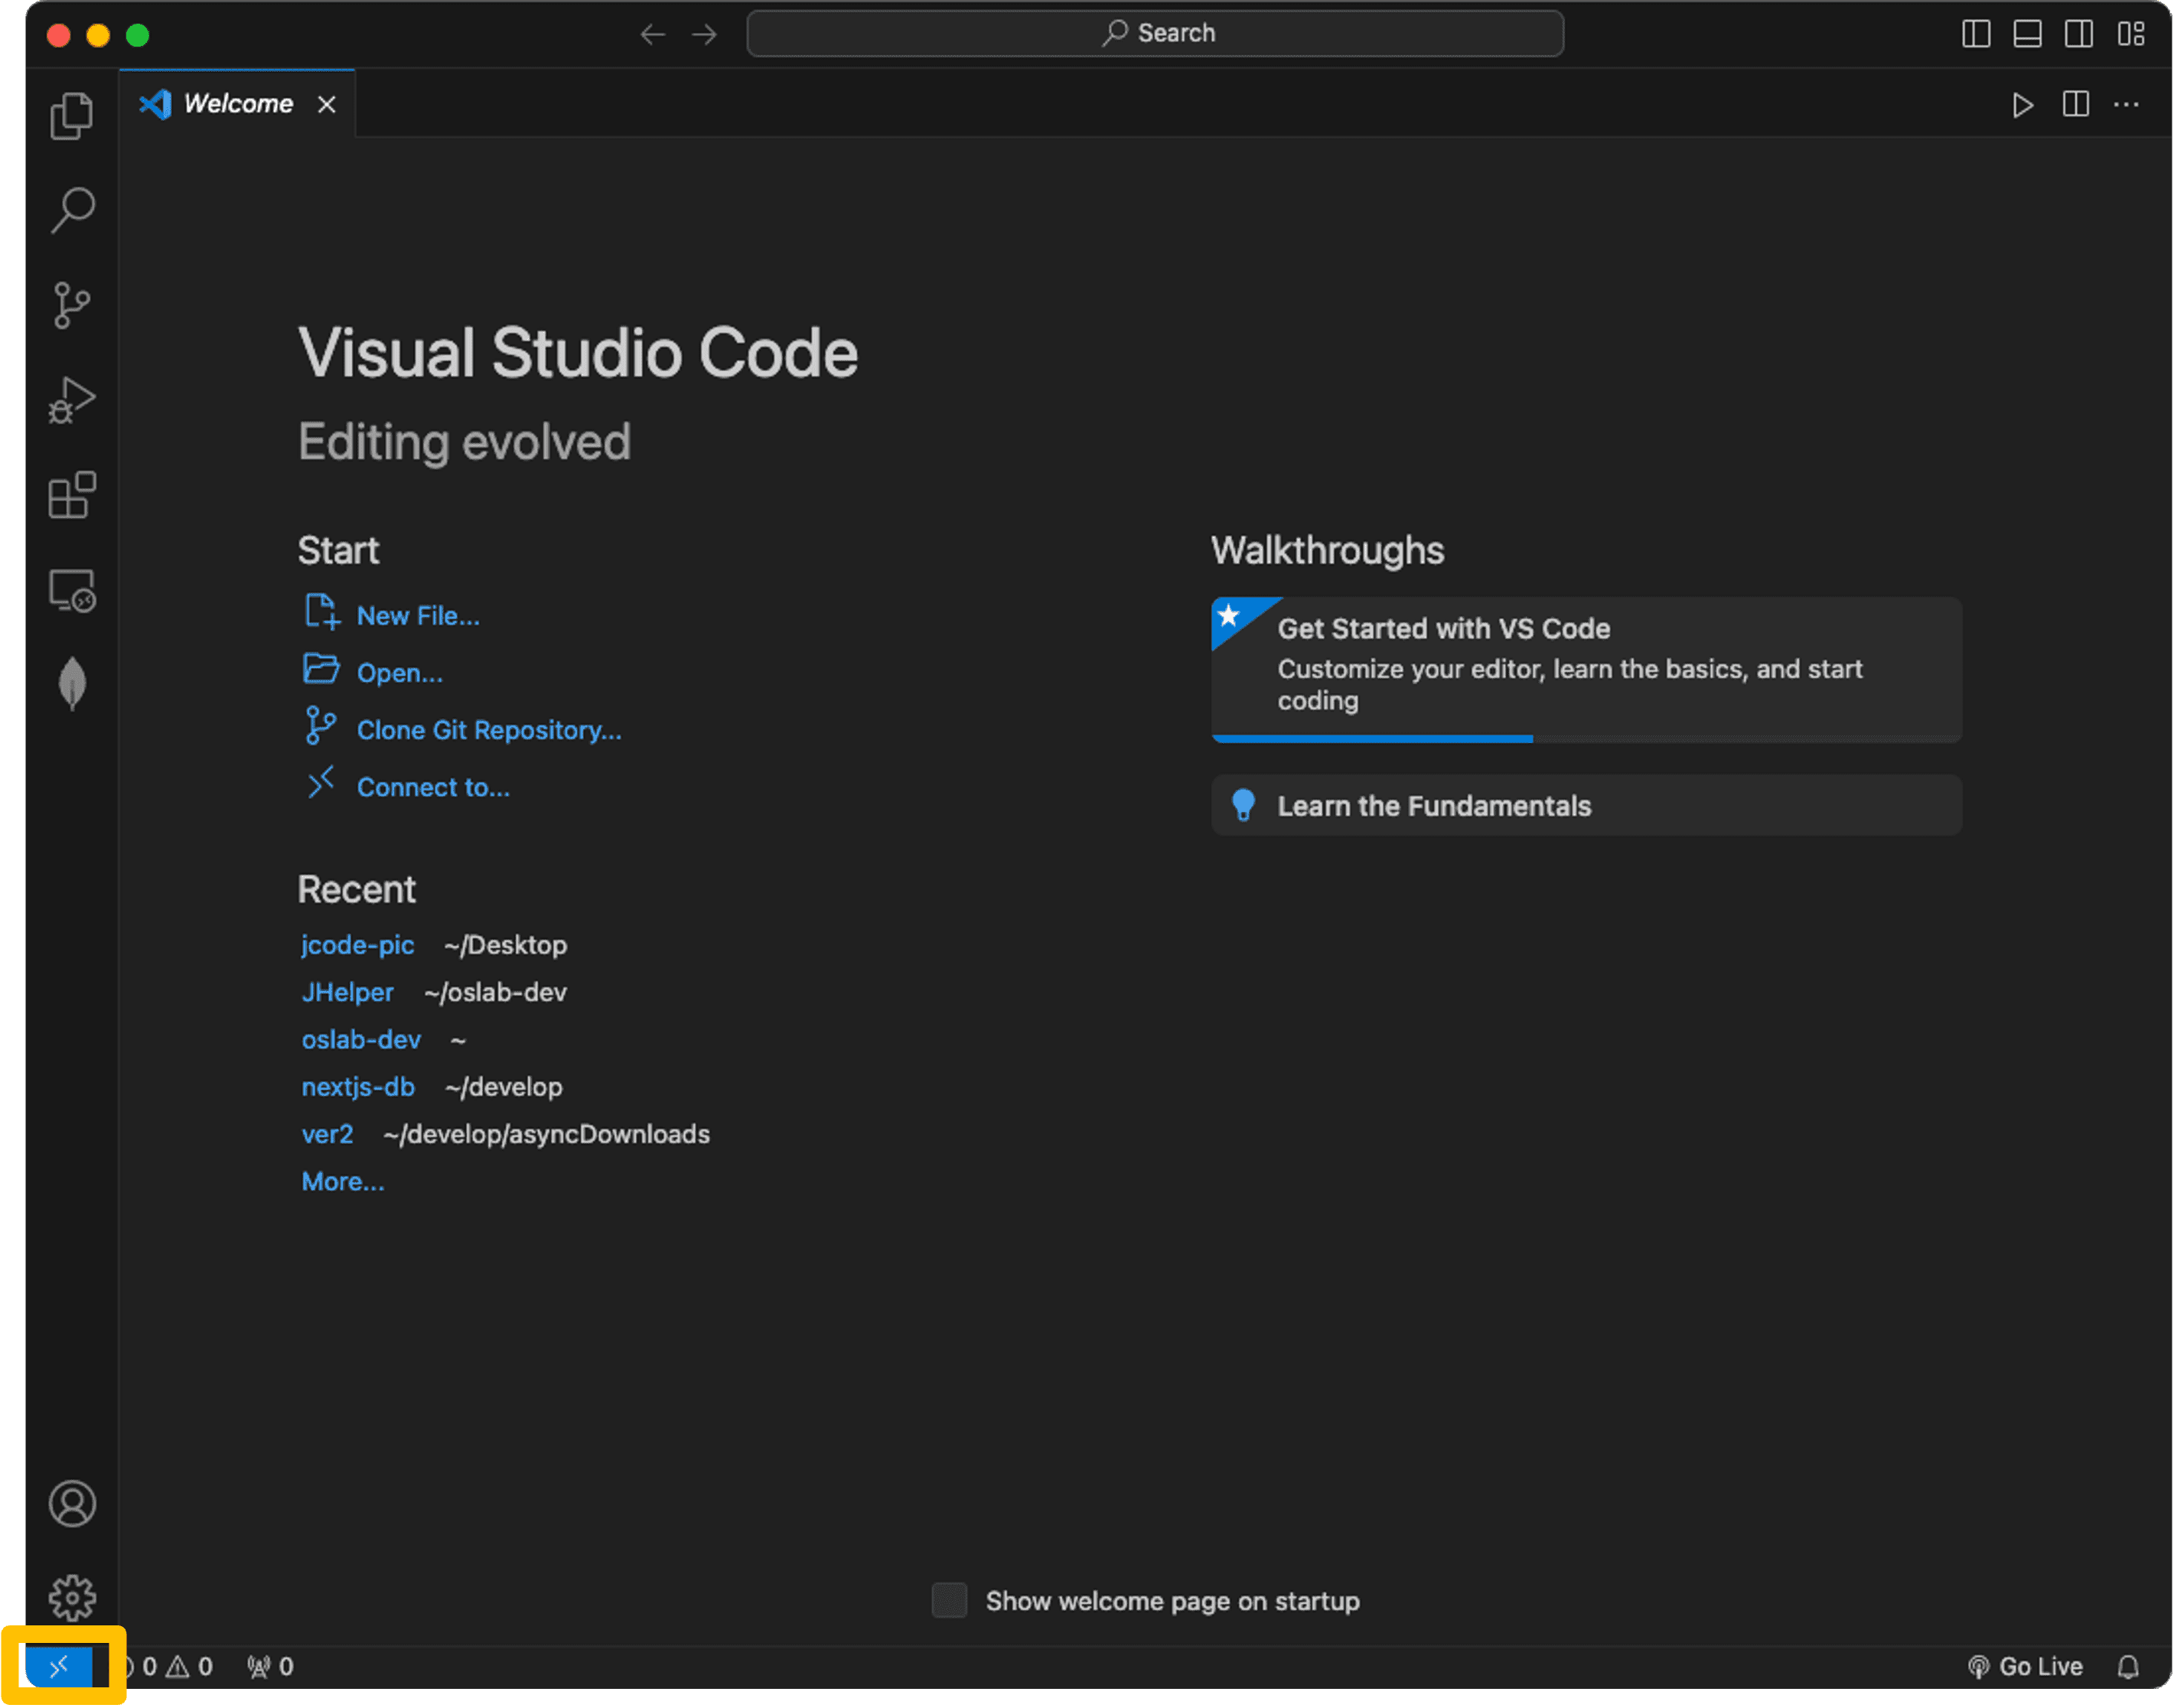 Search
Welcome
Visual Studio Code
Editing evolved
Start
New File...
Open...
Clone Git Repository...
Connect to...
Walkthroughs
Get Started with VS Code
Customize your editor, learn the basics, and start
coding
Learn the Fundamentals
Recent
jcode-pic ~/Desktop
JHelper ~/oslab-dev
oslab-dev ~
nextjs-db ~/develop
ver2 ~/develop/asyncDownloads
More...
Show welcome page on startup
0 0 0 Go Live